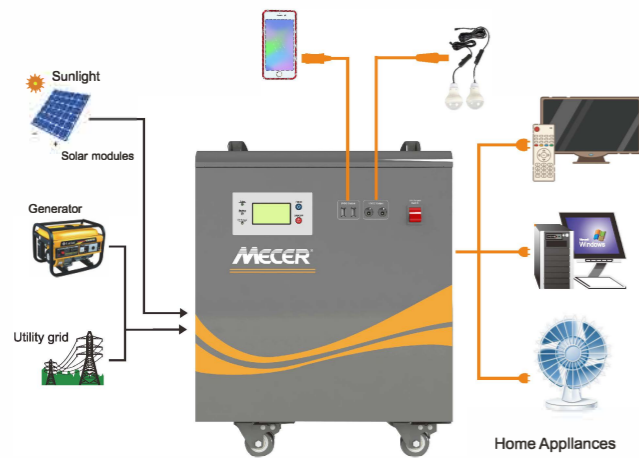 Sunlight
Solar modules
Generator
Utility grid
MECER®
Windows
Home Appliances